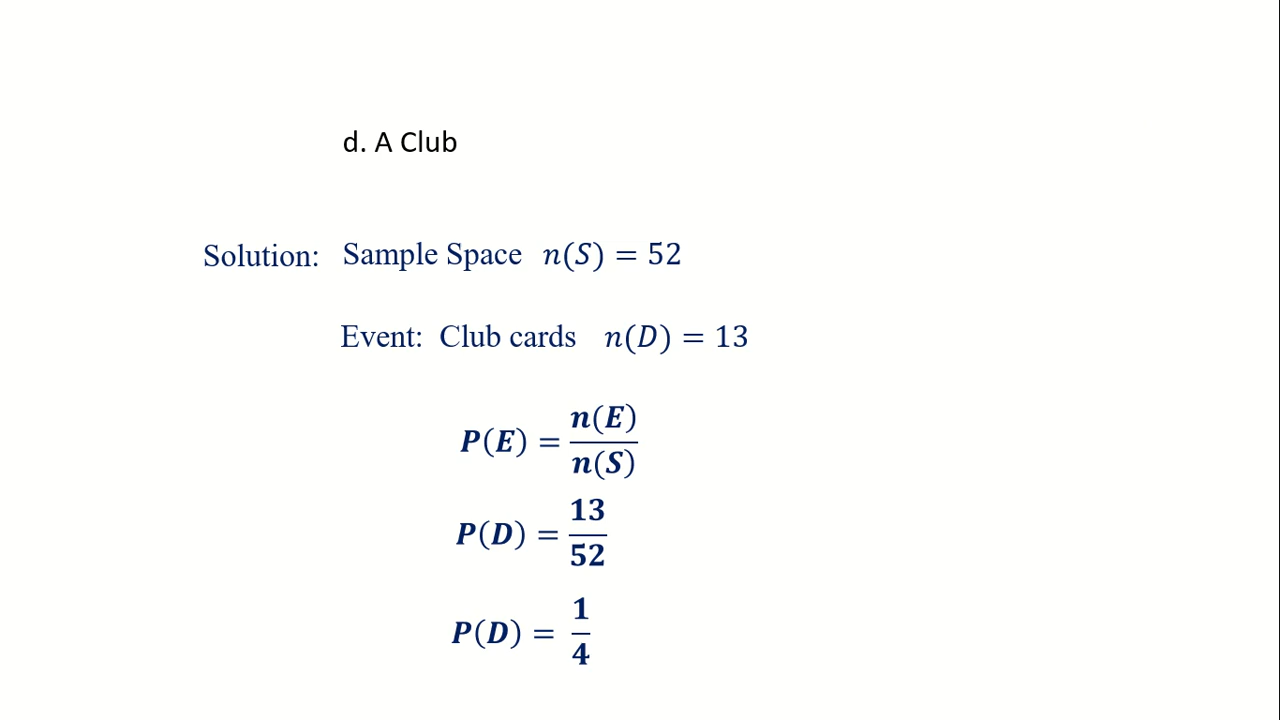 d. A Club
Solution: Sample Space n(S) = 52
Event: Club cards n(D) = 13
P(E) = n(E)/n(S)
P(D) = 13/52
P(D) = 1/4